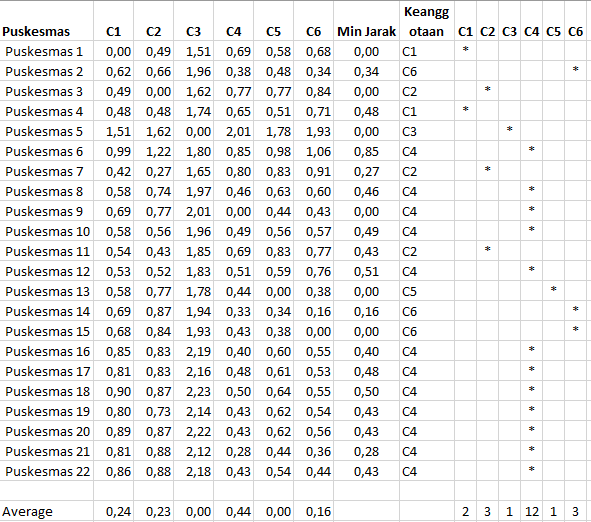 Puskesmas C1 C2 C3 C4 C5 C6 Min Jarak Keangg otaan C1 C2 C3 C4 C5 C6
Puskesmas 1 0,00 0,49 1,51 0,69 0,58 0,68 0,00 C1 *
Puskesmas 2 0,62 0,66 1,96 0,38 0,48 0,34 0,34 C6 *
Puskesmas 3 0,49 0,00 1,62 0,77 0,77 0,84 0,00 C2 *
Puskesmas 4 0,48 0,48 1,74 0,65 0,51 0,71 0,48 C1 *
Puskesmas 5 1,51 1,62 0,00 2,01 1,78 1,93 0,00 C3 *
Puskesmas 6 0,99 1,22 1,80 0,85 0,98 1,06 0,85 C4 *
Puskesmas 7 0,42 0,27 1,65 0,80 0,83 0,91 0,27 C2 *
Puskesmas 8 0,58 0,74 1,97 0,46 0,63 0,60 0,46 C4 *
Puskesmas 9 0,69 0,77 2,01 0,00 0,44 0,43 0,00 C4 *
Puskesmas 10 0,58 0,56 1,96 0,49 0,56 0,57 0,49 C4 *
Puskesmas 11 0,54 0,43 1,85 0,69 0,83 0,77 0,43 C2 *
Puskesmas 12 0,53 0,52 1,83 0,51 0,59 0,76 0,51 C4 *
Puskesmas 13 0,58 0,77 1,78 0,44 0,00 0,38 0,00 C5 *
Puskesmas 14 0,69 0,87 1,94 0,33 0,34 0,16 0,16 C6 *
Puskesmas 15 0,68 0,84 1,93 0,43 0,38 0,00 0,00 C6 *
Puskesmas 16 0,85 0,83 2,19 0,40 0,60 0,55 0,40 C4 *
Puskesmas 17 0,81 0,83 2,16 0,48 0,61 0,53 0,48 C4 *
Puskesmas 18 0,90 0,87 2,23 0,50 0,64 0,55 0,50 C4 *
Puskesmas 19 0,80 0,73 2,14 0,43 0,62 0,54 0,43 C4 *
Puskesmas 20 0,89 0,87 2,22 0,43 0,62 0,56 0,43 C4 *
Puskesmas 21 0,81 0,88 2,12 0,28 0,44 0,36 0,28 C4 *
Puskesmas 22 0,86 0,88 2,18 0,43 0,54 0,44 0,43 C4 *
Average 0,24 0,23 0,00 0,44 0,00 0,16 2 3 1 12 1 3